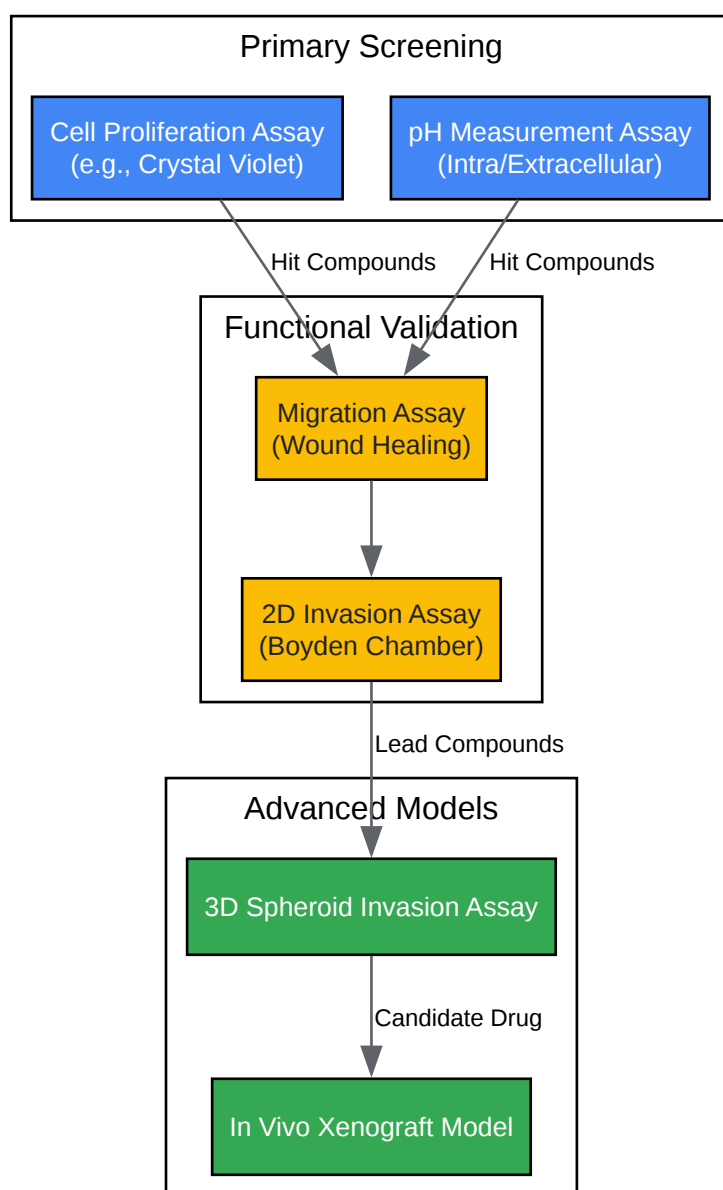 Primary Screening
Cell Proliferation Assay
(e.g., Crystal Violet)
pH Measurement Assay
(Intra/Extracellular)
Hit Compounds
Hit Compounds
Functional Validation
Migration Assay
(Wound Healing)
2D Invasion Assay
(Boyden Chamber)
Lead Compounds
Advanced Models
3D Spheroid Invasion Assay
Candidate Drug
In Vivo Xenograft Model